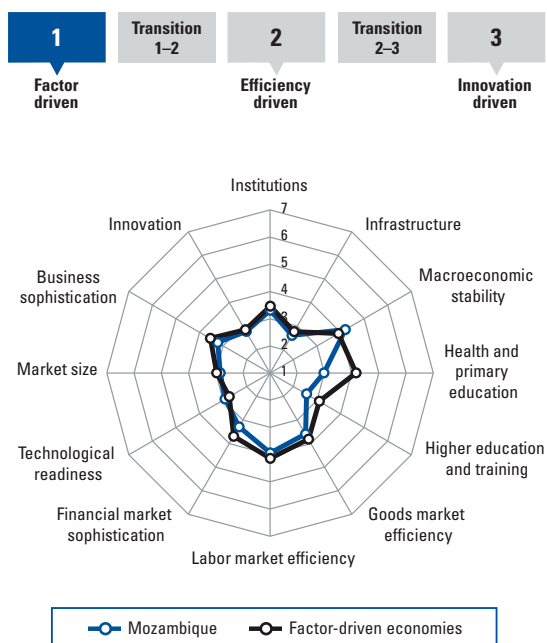 1
Transition
1–2
2
Transition
2–3
3
Factor
driven
Efficiency
driven
Innovation
driven
Institutions
Innovation
Infrastructure
Business
sophistication
Macroeconomic
stability
Market size
Health and
primary
education
Technological
readiness
Higher education
and training
Financial market
sophistication
Goods market
efficiency
Labor market efficiency
7
6
5
4
3
2
1
Mozambique
Factor-driven economies